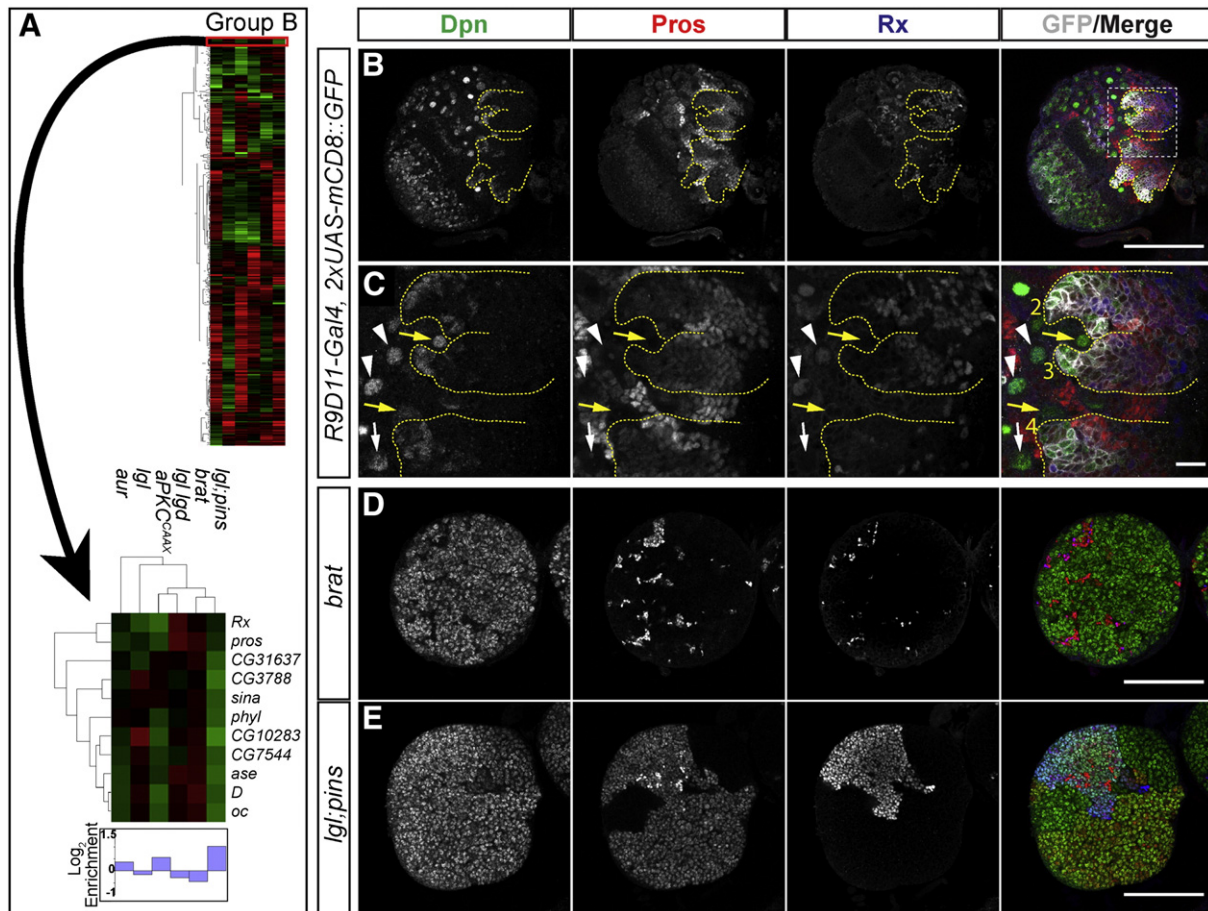 A
Group B
aur
lgl
aPKCCAAX
lgl lgd
brat
lgl;pins
Rx
pros
CG31637
CG3788
sina
phyl
CG10283
CG7544
ase
D
oc
Log2
Enrichment
1.5
0
-1
Dpn
Pros
Rx
GFP/Merge
R9D11-Gal4, 2xUAS-mCD8::GFP
B
C
2
3
4
brat
D
lgl;pins
E